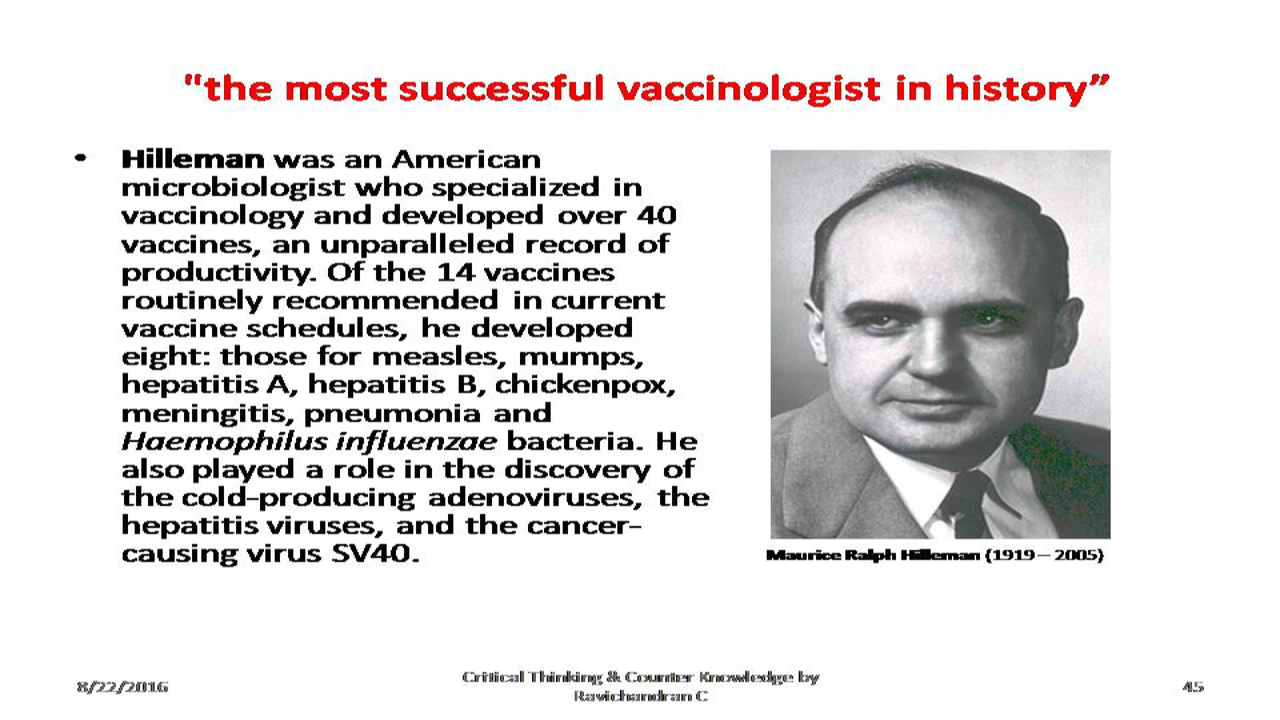 "the most successful vaccinologist in history”
• Hilleman was an American
microbiologist who specialized in
vaccinology and developed over 40
vaccines, an unparalleled record of
productivity. Of the 14 vaccines
routinely recommended in current
vaccine schedules, he developed
eight: those for measles, mumps,
hepatitis A, hepatitis B, chickenpox,
meningitis, pneumonia and
Haemophilus influenzae bacteria. He
also played a role in the discovery of
the cold-producing adenoviruses, the
hepatitis viruses, and the cancer-
causing virus SV40.
Maurice Ralph Hilleman (1919 – 2005)
8/22/2016
Critical Thinking & Counter Knowledge by
Ravichandran C
45